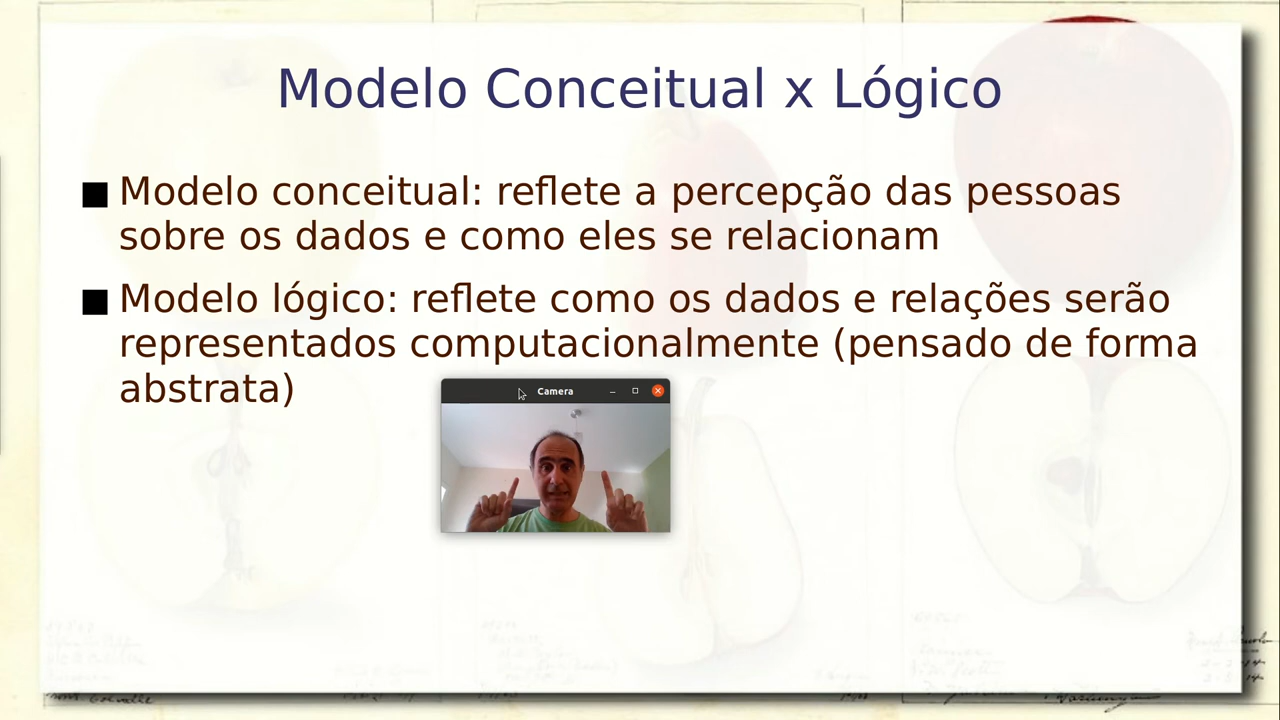 Modelo Conceitual x Lógico
Modelo conceitual: reflete a percepção das pessoas
sobre os dados e como eles se relacionam
Modelo lógico: reflete como os dados e relações serão
representados computacionalmente (pensado de forma
abstrata)
Camera